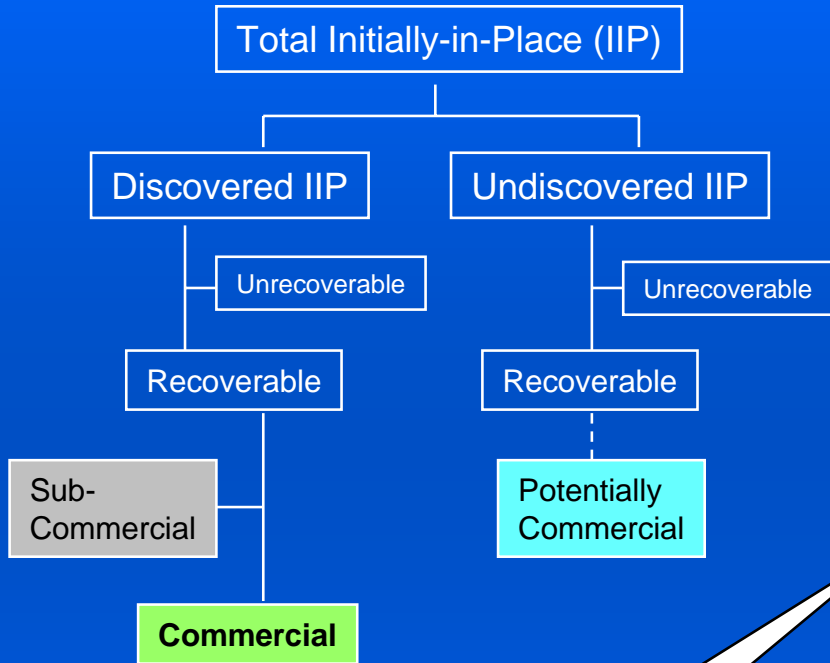 Total Initially-in-Place (IIP)
Discovered IIP
Undiscovered IIP
Unrecoverable
Unrecoverable
Recoverable
Recoverable
Sub-
Commercial
Potentially
Commercial
Commercial